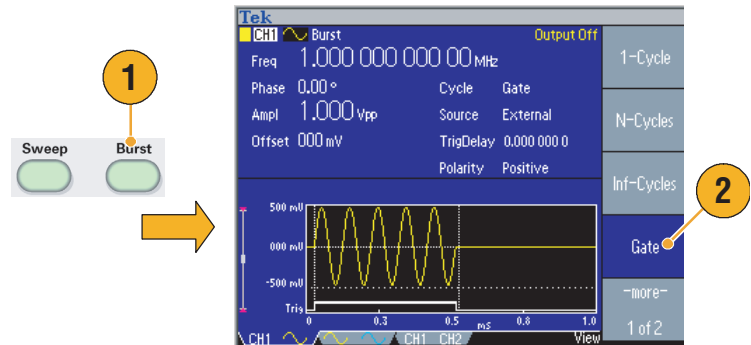 1
Sweep Burst
Tek
CH1 Burst Output Off
Freq 1.000 000 000 00 MHz
Phase 0.00 °
Ampl 1.000 Vpp
Offset 000 mV
Cycle Gate
Source External
TrigDelay 0.000 000 0
Polarity Positive
500 mV
000 mV
-500 mV
Trig
0 0.3 0.5 ms 0.8 1.0
CH1 CH1 CH2 View
1-Cycle
N-Cycles
Inf-Cycles
Gate
2
-more-
1 of 2